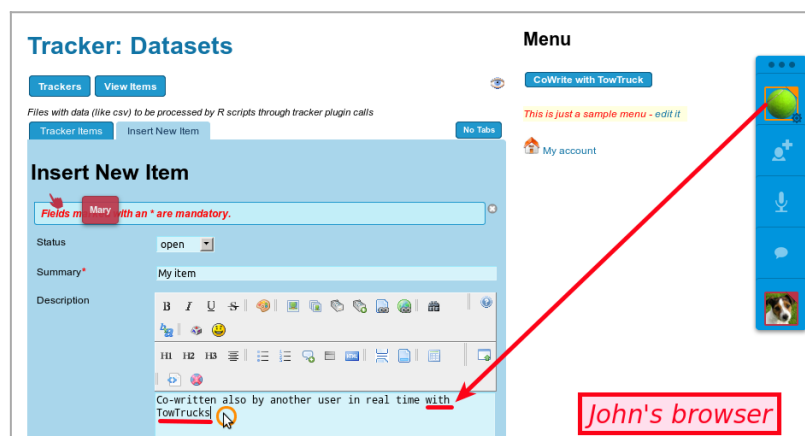 Tracker: Datasets
Menu
Trackers
View Items
CoWrite with TowTruck
Files with data (like csv) to be processed by R scripts through tracker plugin calls
This is just a sample menu - edit it
Tracker Items
Insert New Item
No Tabs
My account
Insert New Item
Mary
Fields m with an * are mandatory.
Status
open
Summary*
My item
Description
B I U S
H1 H2 H3
Co-written also by another user in real time with
TowTrucks
John's browser